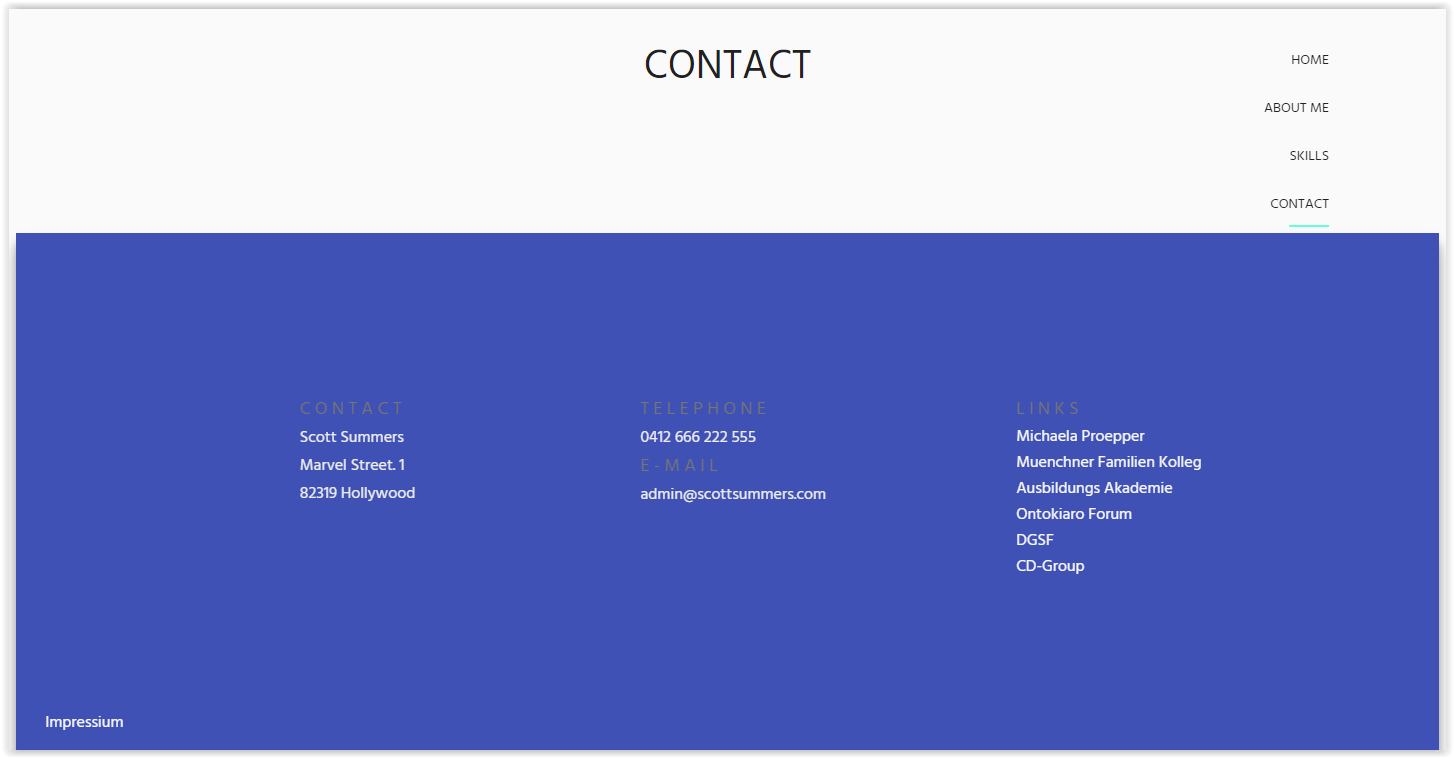 CONTACT
HOME
ABOUT ME
SKILLS
CONTACT
CONTACT
Scott Summers
Marvel Street. 1
82319 Hollywood
TELEPHONE
0412 666 222 555
E-MAIL
admin@scottsummers.com
LINKS
Michaela Proepper
Muenchner Familien Kolleg
Ausbildungs Akademie
Ontokiaro Forum
DGSF
CD-Group
Impressium